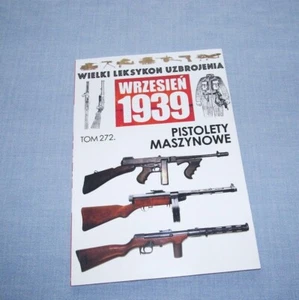 WIELKI LEKSYKON UZBROJENIA
WRZESIEŃ
1939
TOM 272.
PISTOLETY
MASZYNOWE